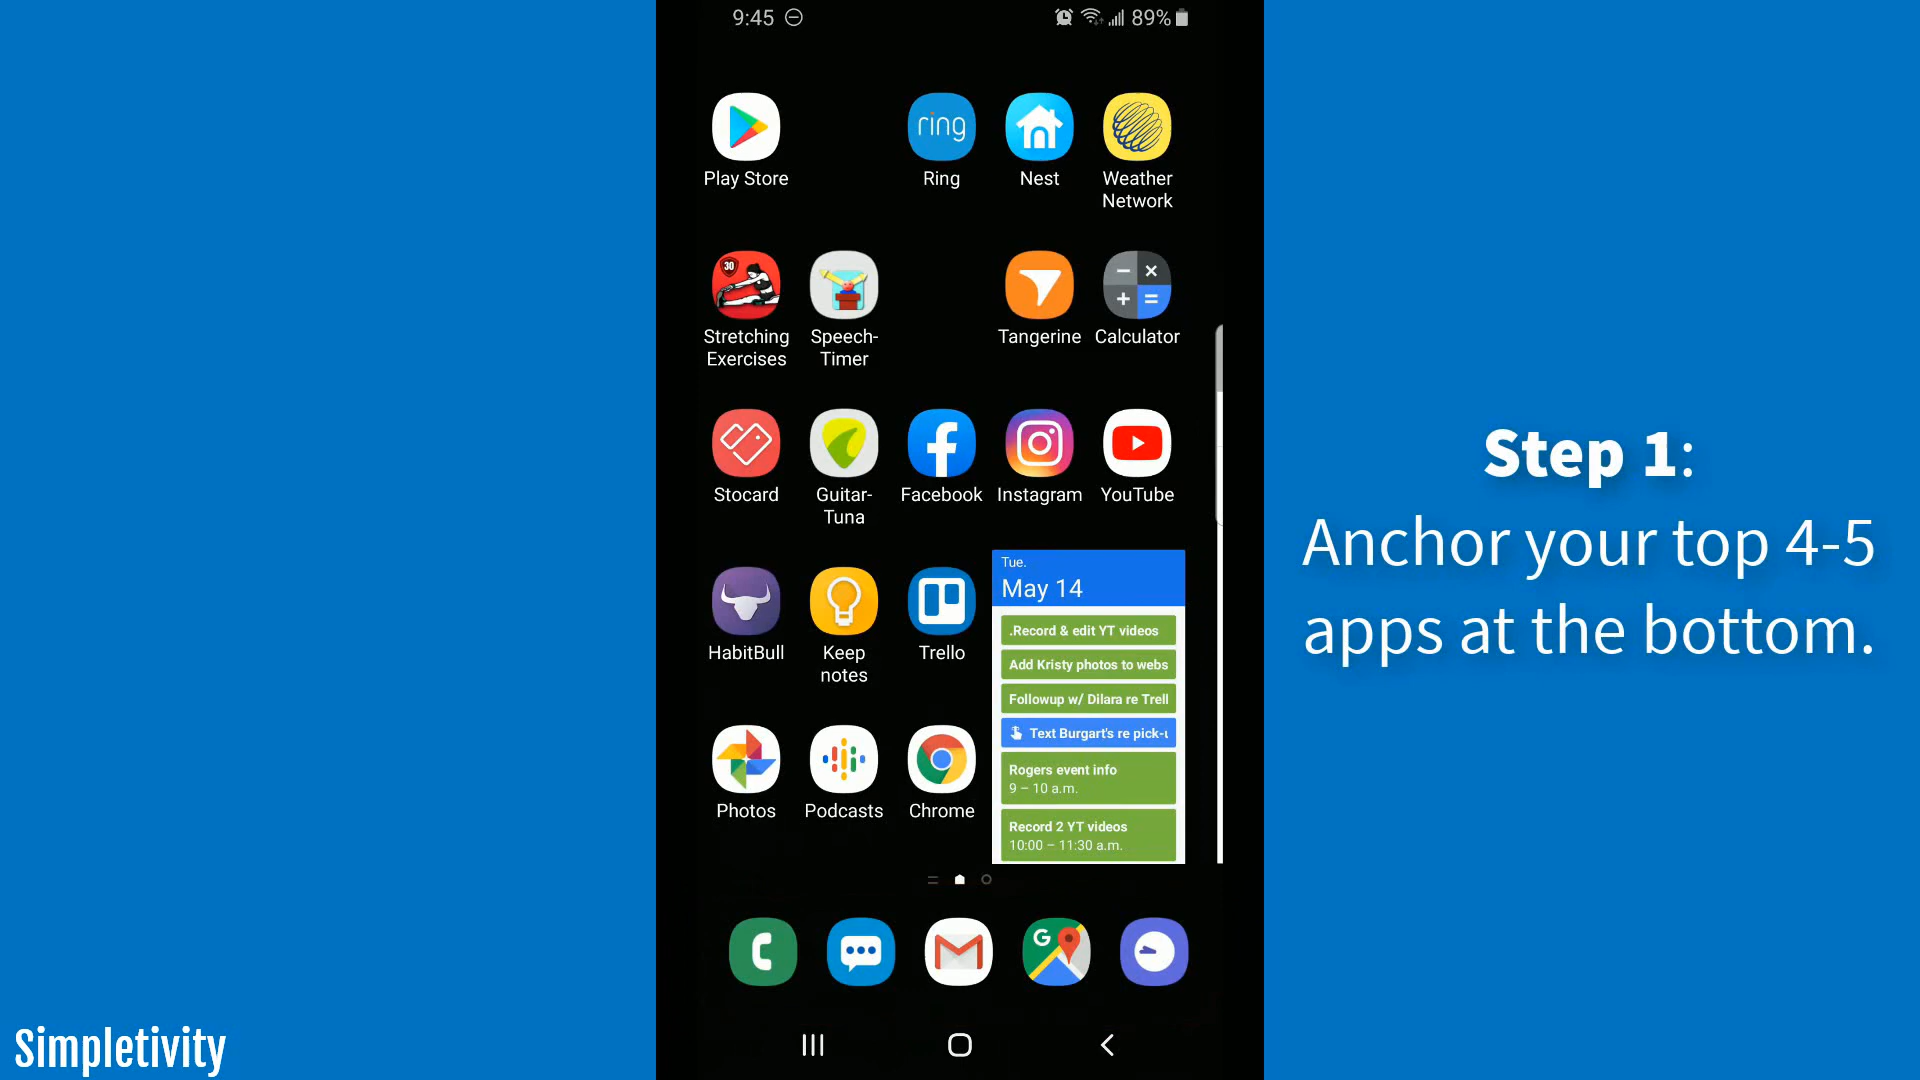 9:45
89%
ring
Play Store
Ring
Nest
Weather
Network
30
Stretching
Exercises
Speech-
Timer
Tangerine
Calculator
Stocard
Guitar-
Tuna
Facebook
Instagram
YouTube
HabitBull
Keep
notes
Trello
Tue.
May 14
.Record & edit YT videos
Add Kristy photos to webs
Followup w/ Dilara re Trell
Text Burgart's re pick-u
Rogers event info
9 – 10 a.m.
Record 2 YT videos
10:00 – 11:30 a.m.
Photos
Podcasts
Chrome
G
Step 1:
Anchor your top 4-5
apps at the bottom.
Simpletivity